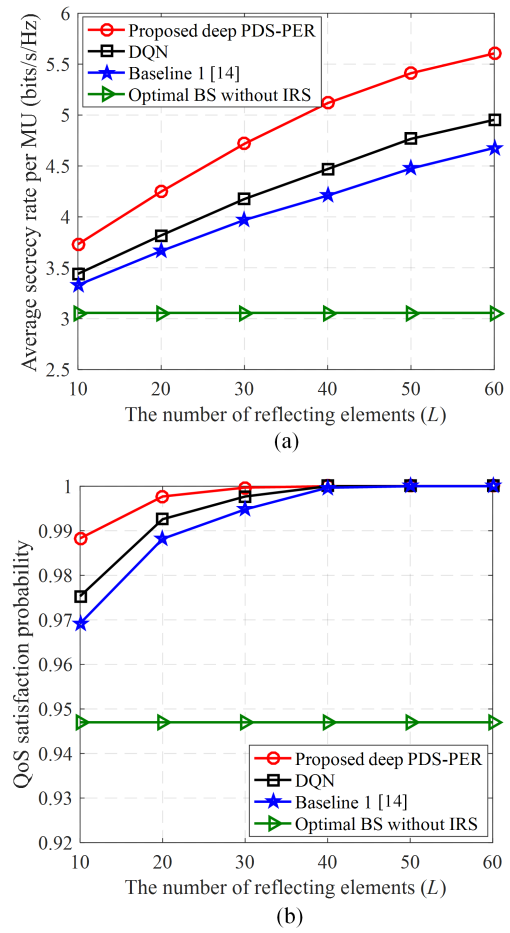 6
5.5
5
4.5
4
3.5
3
2.5
Average secrecy rate per MU (bits/s/Hz)
Proposed deep PDS-PER
DQN
Baseline 1 [14]
Optimal BS without IRS
10 20 30 40 50 60
The number of reflecting elements (L)
(a)
1
0.99
0.98
0.97
0.96
0.95
0.94
0.93
0.92
QoS satisfaction probability
Proposed deep PDS-PER
DQN
Baseline 1 [14]
Optimal BS without IRS
10 20 30 40 50 60
The number of reflecting elements (L)
(b)